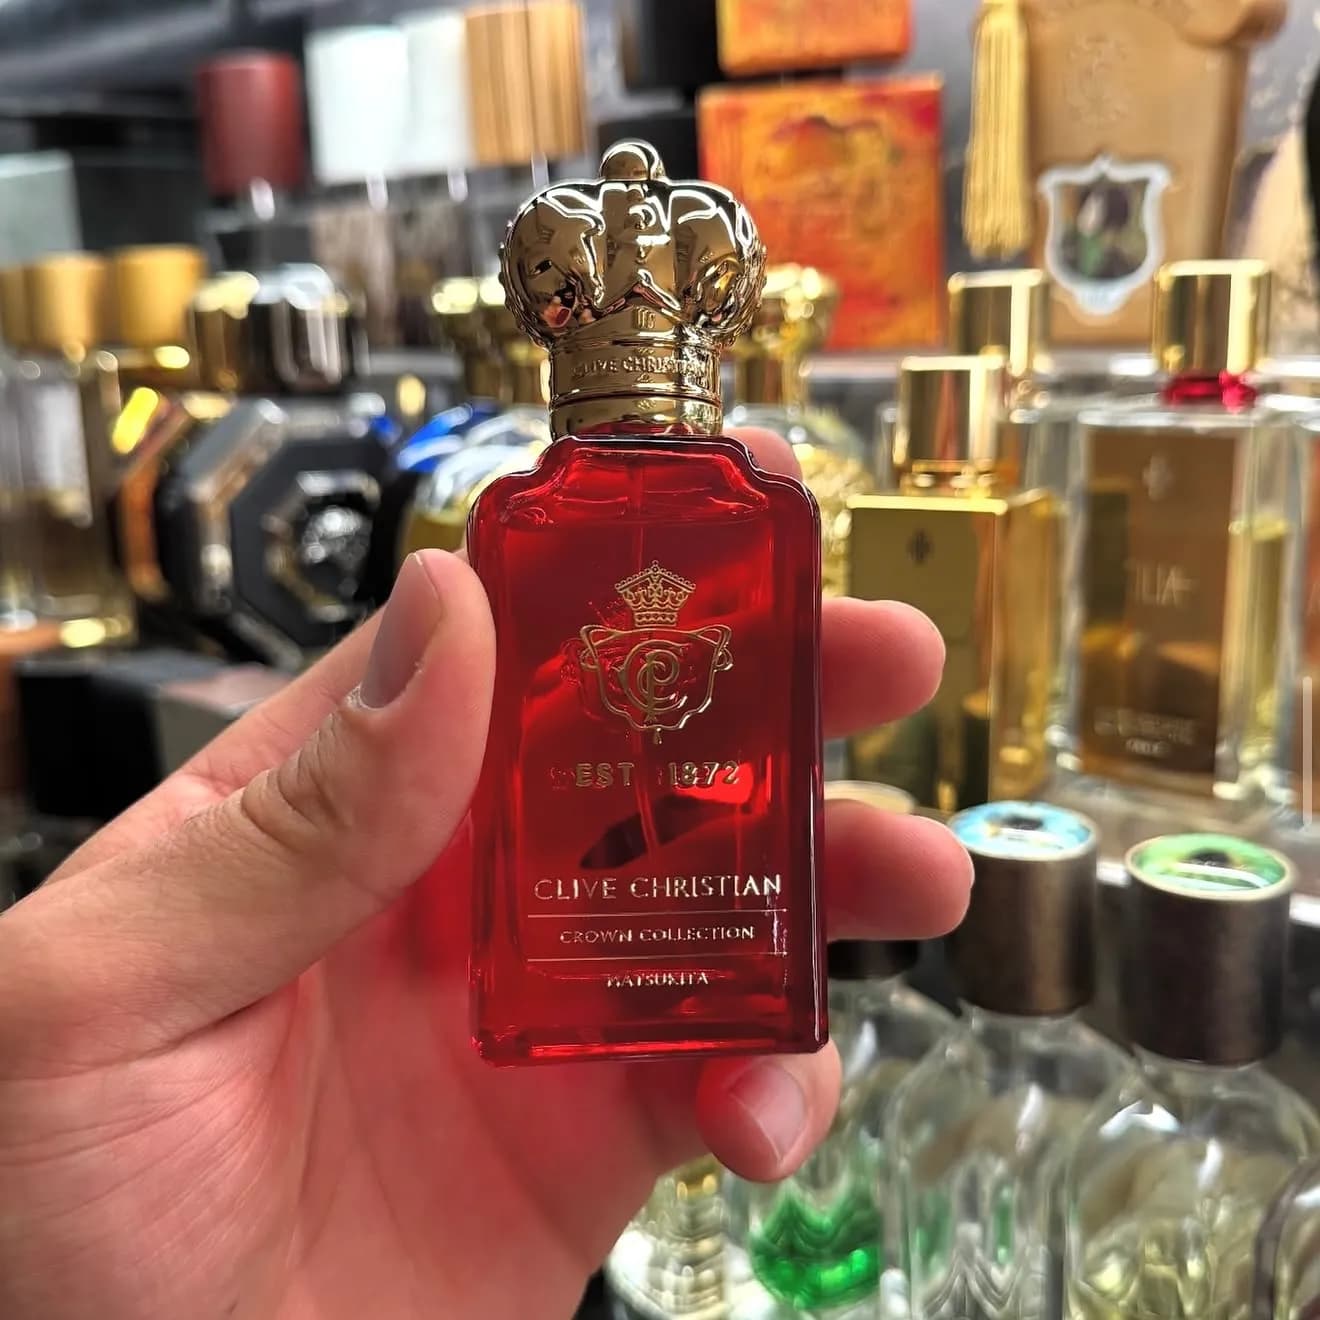 CLIVE CHRISTIAN
EST 1872
CLIVE CHRISTIAN
CROWN COLLECTION
MATSUKITA